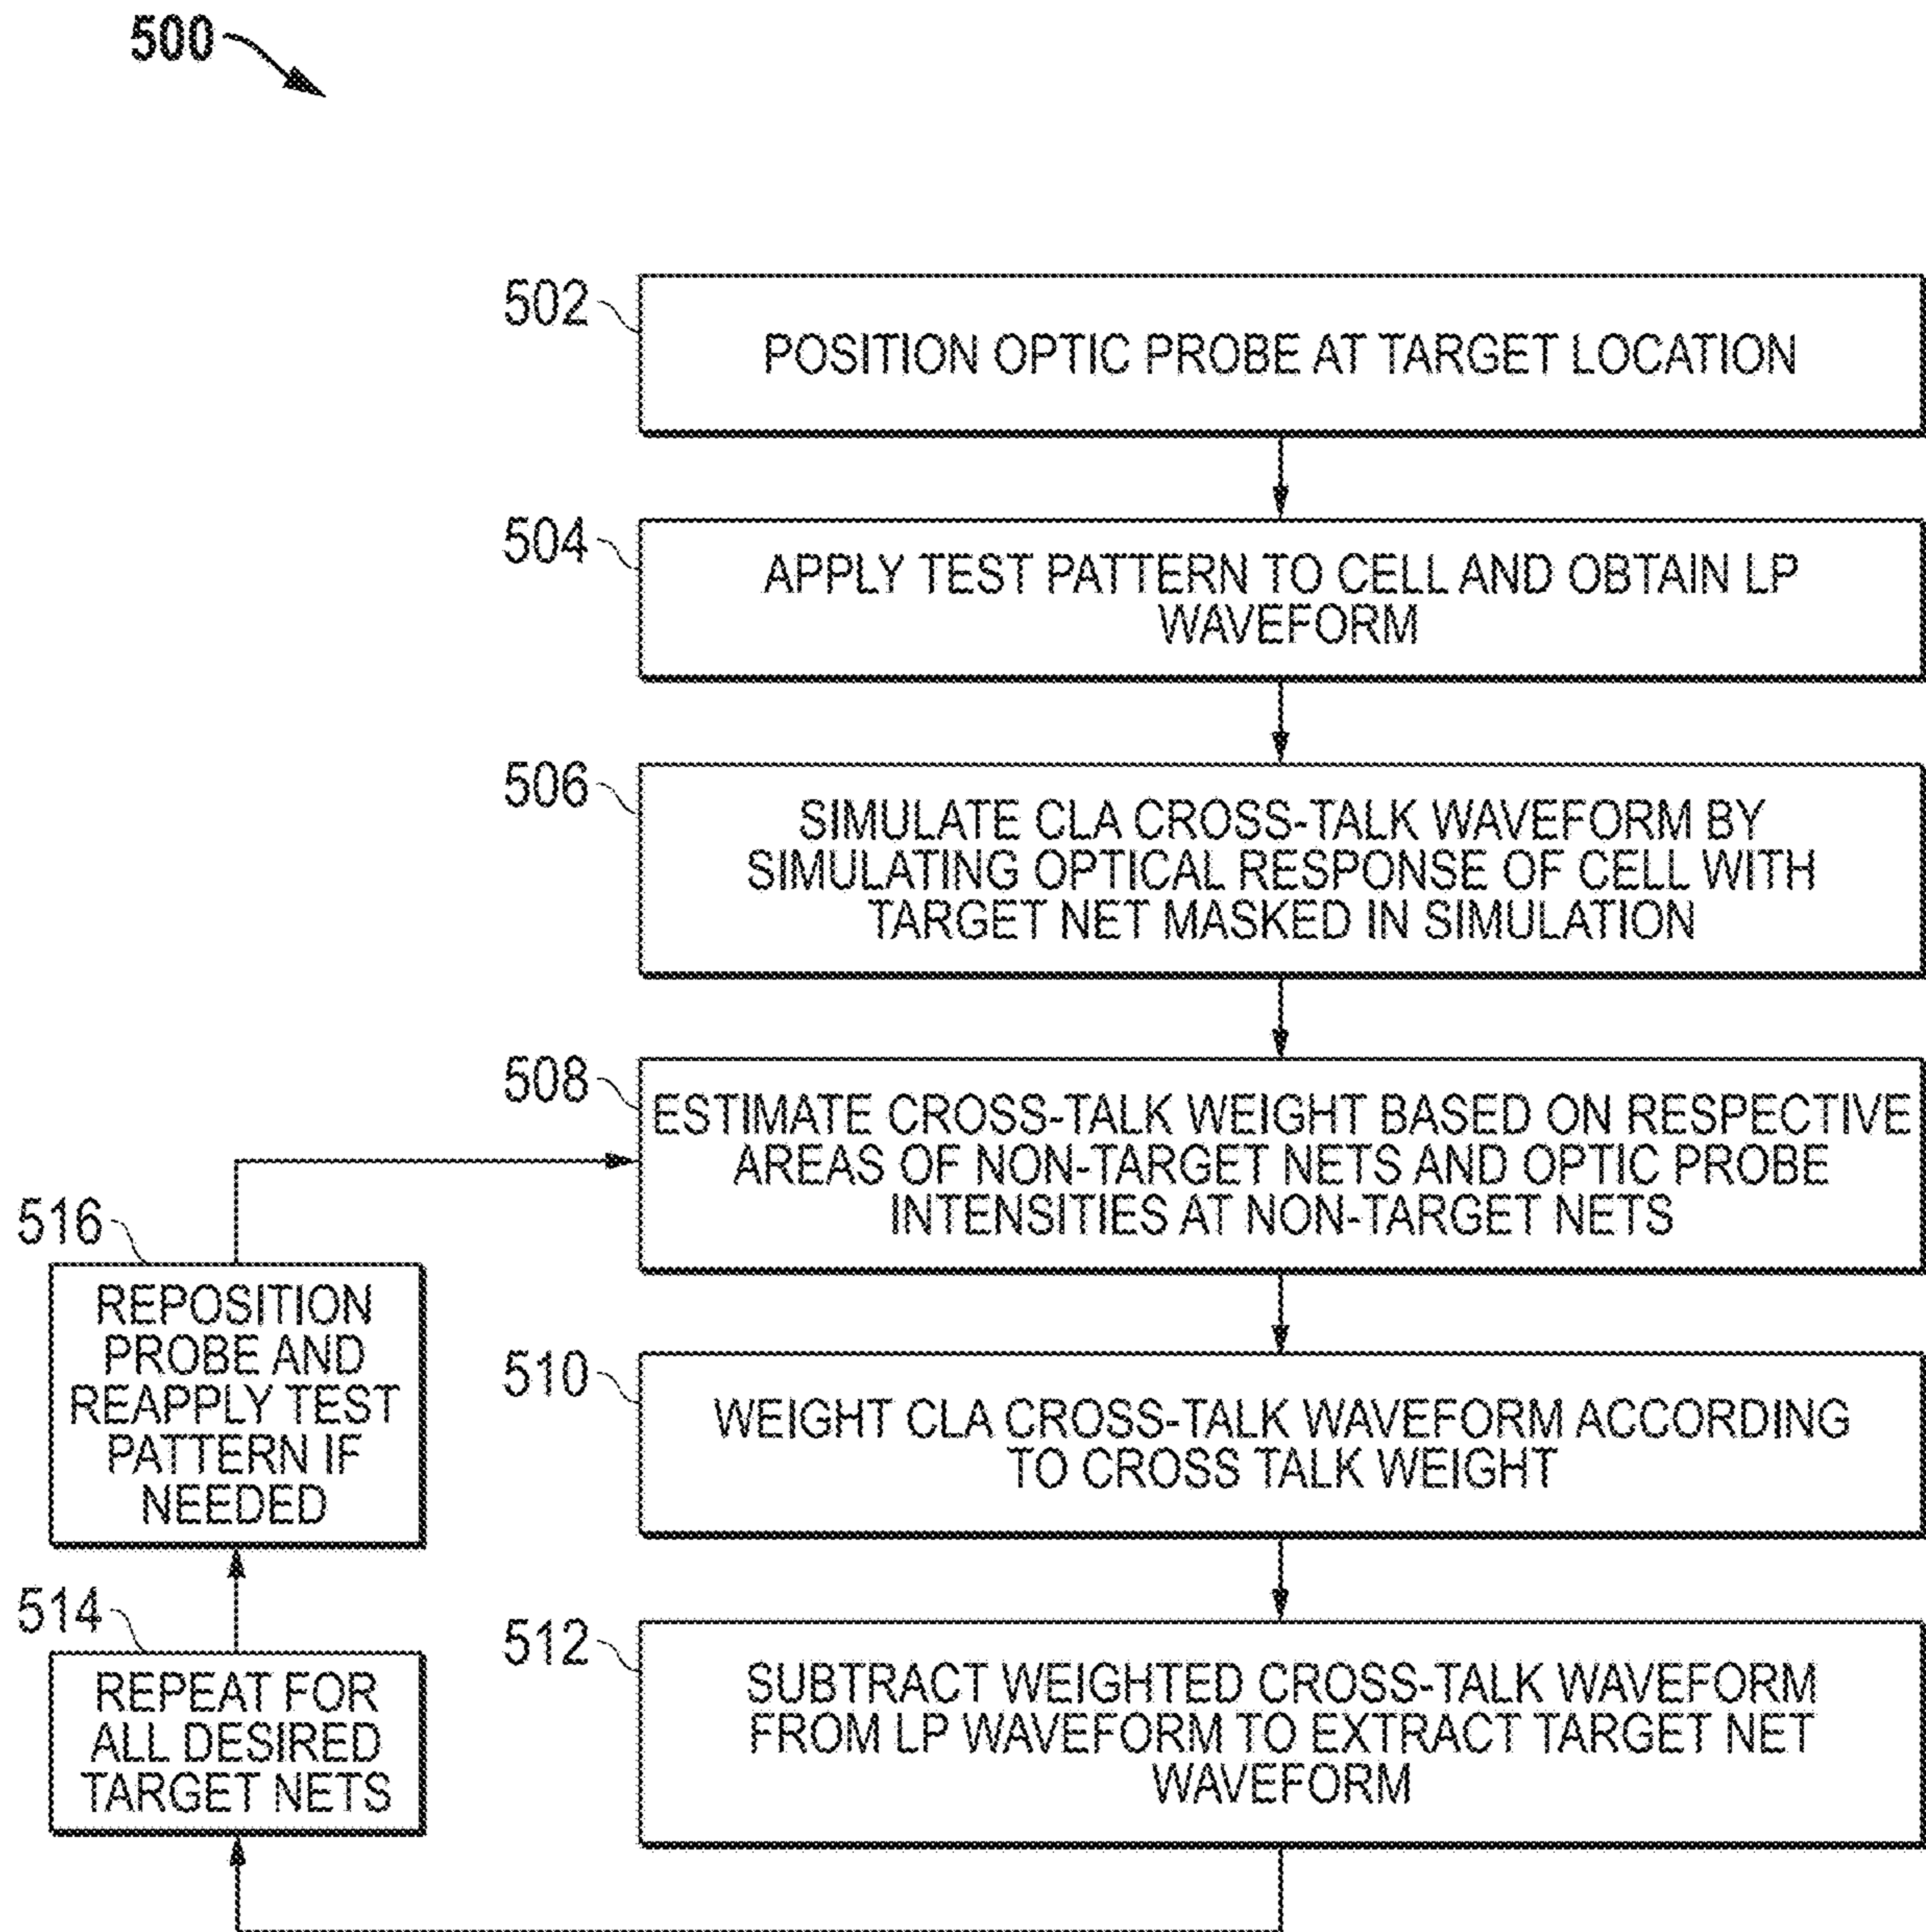 500
502
POSITION OPTIC PROBE AT TARGET LOCATION
504
APPLY TEST PATTERN TO CELL AND OBTAIN LP
WAVEFORM
506
SIMULATE CLA CROSS-TALK WAVEFORM BY
SIMULATING OPTICAL RESPONSE OF CELL WITH
TARGET NET MASKED IN SIMULATION
508
ESTIMATE CROSS-TALK WEIGHT BASED ON RESPECTIVE
AREAS OF NON-TARGET NETS AND OPTIC PROBE
INTENSITIES AT NON-TARGET NETS
510
WEIGHT CLA CROSS-TALK WAVEFORM ACCORDING
TO CROSS TALK WEIGHT
512
SUBTRACT WEIGHTED CROSS-TALK WAVEFORM
FROM LP WAVEFORM TO EXTRACT TARGET NET
WAVEFORM
514
REPEAT FOR
ALL DESIRED
TARGET NETS
516
REPOSITION
PROBE AND
REAPPLY TEST
PATTERN IF
NEEDED